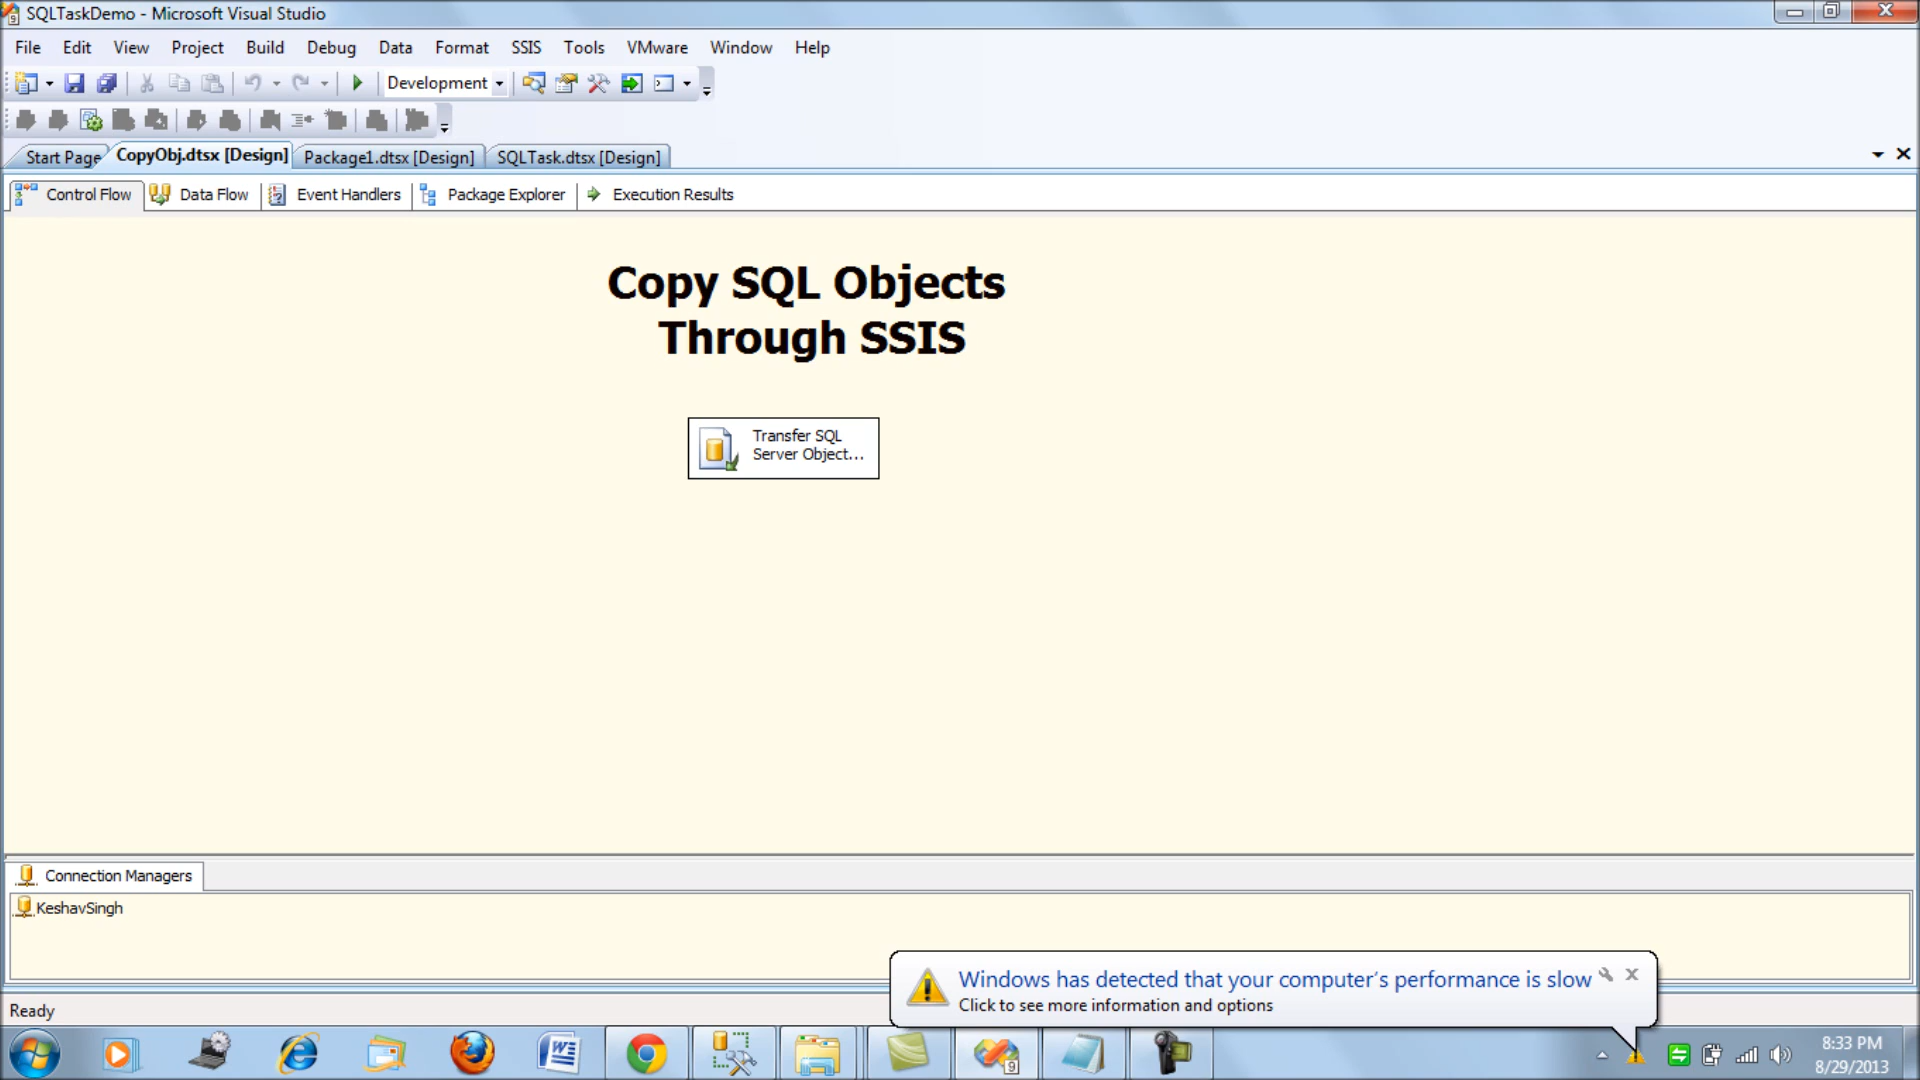 SQLTaskDemo - Microsoft Visual Studio
File Edit View Project Build Debug Data Format SSIS Tools VMware Window Help
Development
Start Page CopyObj.dtsx [Design] Package1.dtsx [Design] SQLTask.dtsx [Design]
Control Flow Data Flow Event Handlers Package Explorer Execution Results
Copy SQL Objects
Through SSIS
Transfer SQL
Server Object...
Connection Managers
KeshavSingh
Windows has detected that your computer's performance is slow
Click to see more information and options
Ready
8:33 PM
8/29/2013